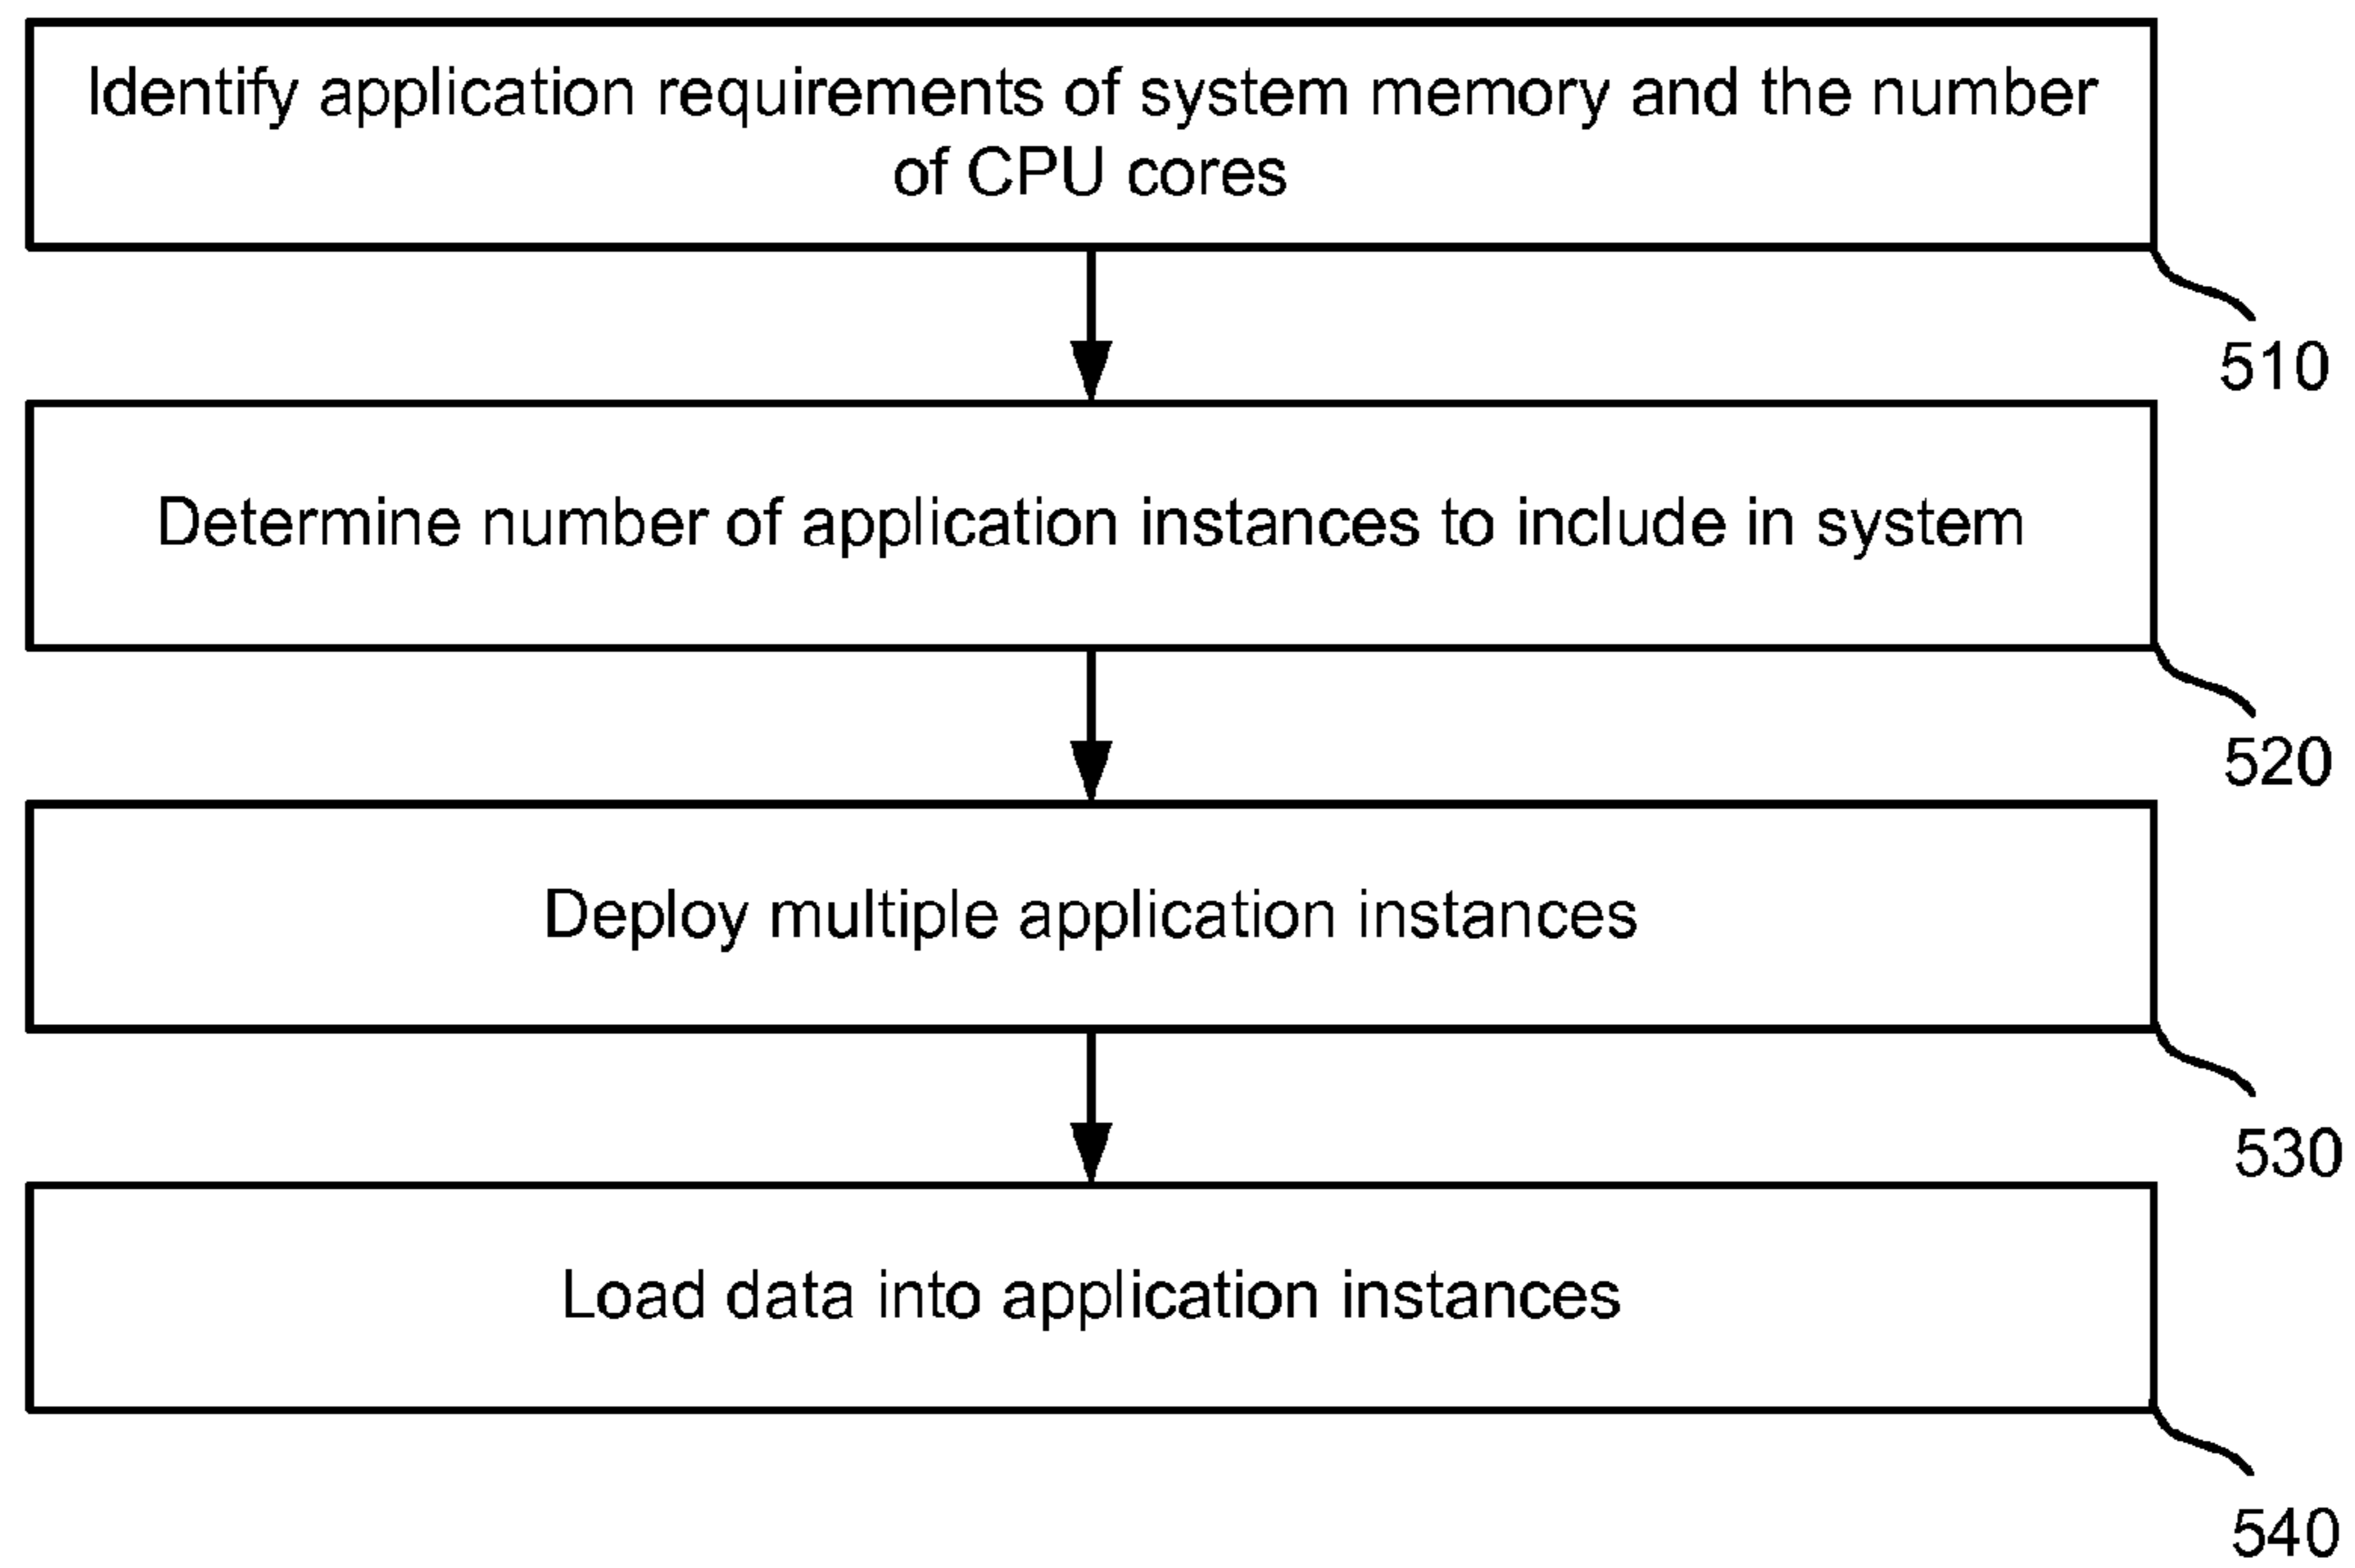 Identify application requirements of system memory and the number
of CPU cores
510
Determine number of application instances to include in system
520
Deploy multiple application instances
530
Load data into application instances
540